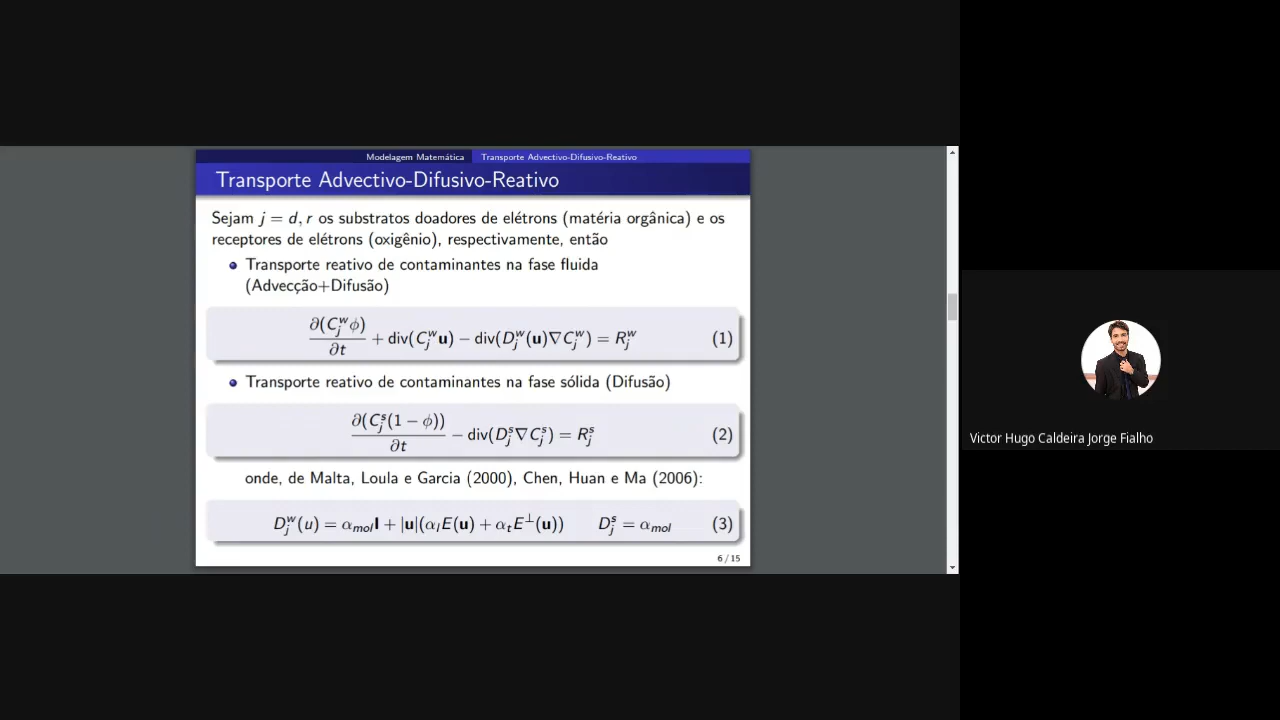 Modelagem Matemática Transporte Advectivo-Difusivo-Reativo
Transporte Advectivo-Difusivo-Reativo
Sejam j = d, r os substratos doadores de elétrons (matéria orgânica) e os
receptores de elétrons (oxigênio), respectivamente, então
Transporte reativo de contaminantes na fase fluida
(Advecção+Difusão)
∂(C_j^w ϕ)/∂t + div(C_j^w u) − div(D_j^w(u)∇C_j^w) = R_j^w (1)
Transporte reativo de contaminantes na fase sólida (Difusão)
∂(C_j^s(1 − ϕ))/∂t − div(D_j^s∇C_j^s) = R_j^s (2)
onde, de Malta, Loula e Garcia (2000), Chen, Huan e Ma (2006):
D_j^w(u) = α_mol I + |u|(α_l E(u) + α_t E^⊥(u)) D_j^s = α_mol (3)
6 / 15
Victor Hugo Caldeira Jorge Fialho